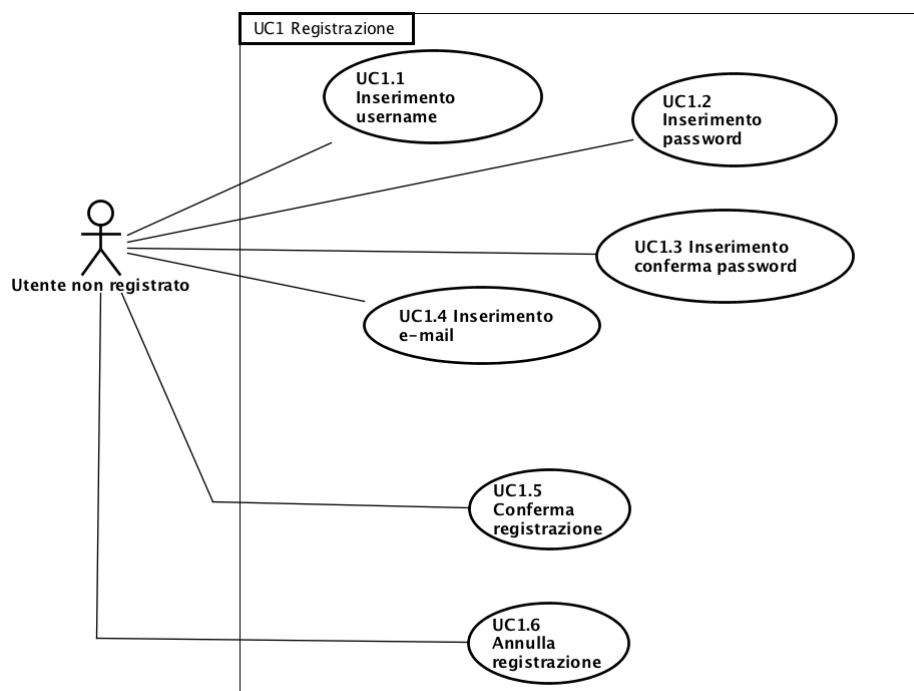 UC1 Registrazione
UC1.1
Inserimento
username
UC1.2
Inserimento
password
UC1.3 Inserimento
conferma password
Utente non registrato
UC1.4 Inserimento
e-mail
UC1.5
Conferma
registrazione
UC1.6
Annulla
registrazione